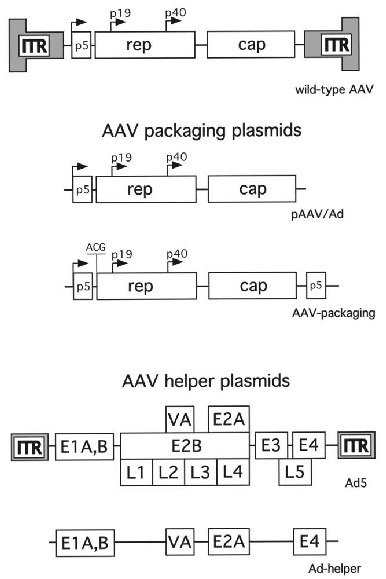 p19 p40
ITR p5 rep cap ITR
wild-type AAV
AAV packaging plasmids
p19 p40
p5 rep cap
pAAV/Ad
ACG
p19 p40
p5 rep cap p5
AAV-packaging
AAV helper plasmids
VA E2A
ITR E1A,B E2B E3 E4 ITR
L1 L2 L3 L4 L5
Ad5
E1A,B VA E2A E4
Ad-helper